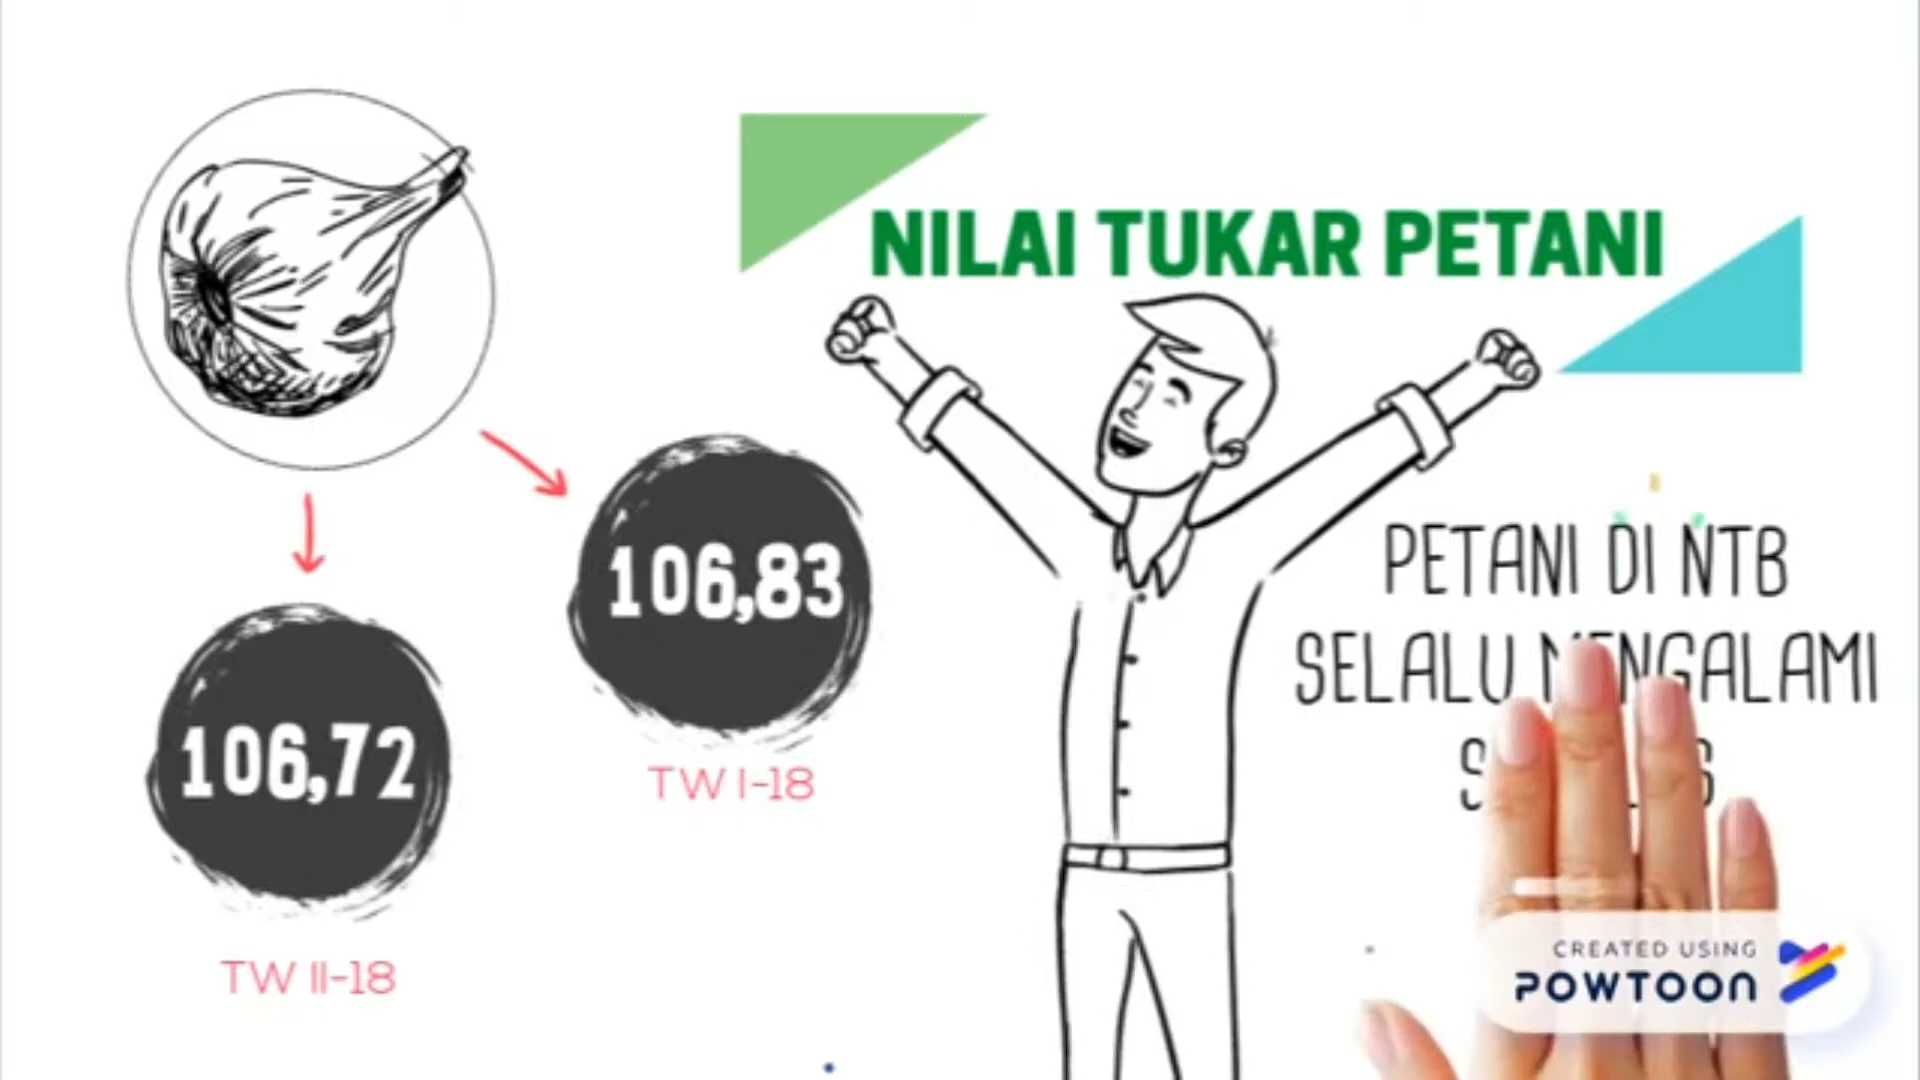 NILAI TUKAR PETANI
106,83
TW I-18
106,72
TW II-18
PETANI DI NTB
SELALU MENGALAMI
CREATED USING
POWTOON